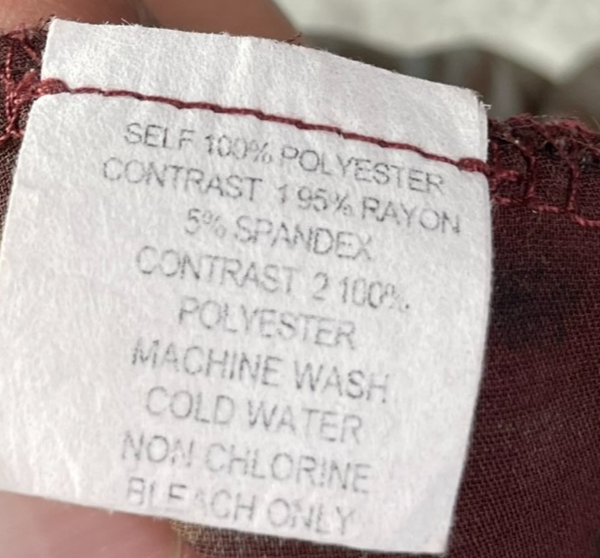 SELF 100% POLYESTER
CONTRAST 1 95% RAYON
5% SPANDEX
CONTRAST 2 100%
POLYESTER
MACHINE WASH
COLD WATER
NON CHLORINE
BLEACH ONLY